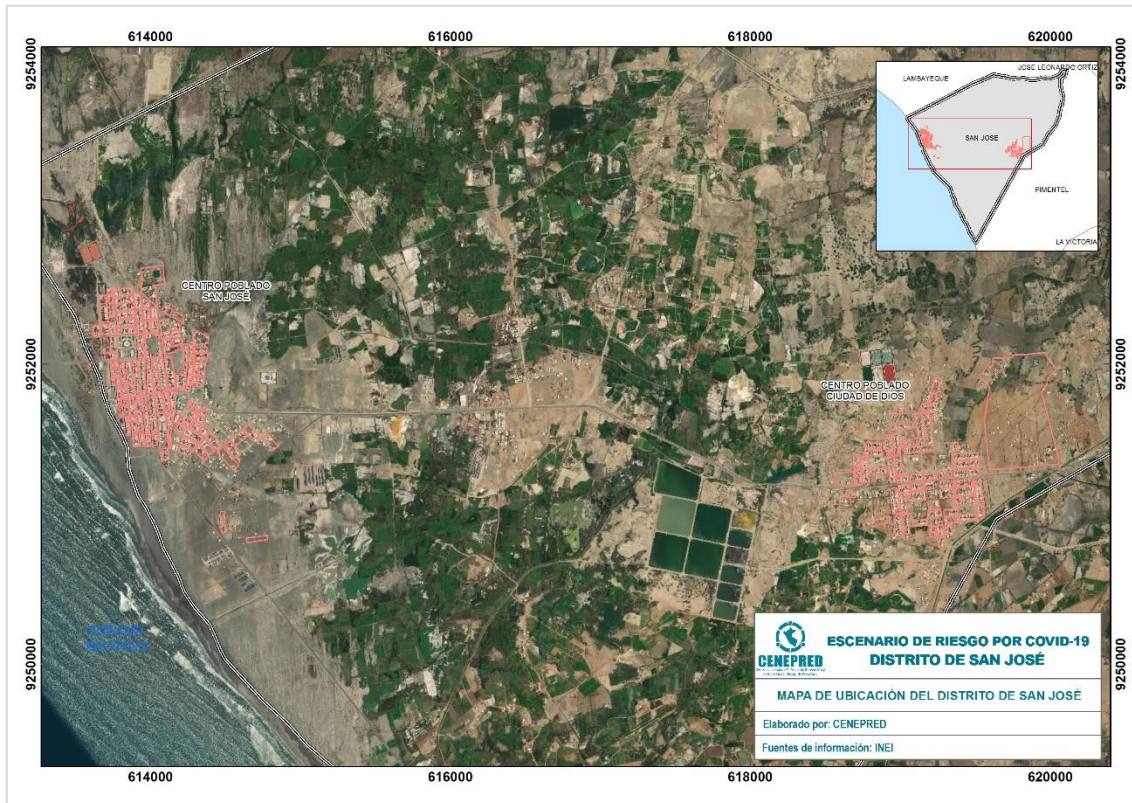 614000
616000
618000
620000
9254000
9254000
LAMBAYEQUE
JOSE LEONARDO ORTIZ
SAN JOSE
PIMENTEL
LA VICTORIA
CENTRO POBLADO
SAN JOSÉ
9252000
9252000
CENTRO POBLADO
CIUDAD DE DIOS
OCÉANO
PACÍFICO
9250000
9250000
CENEPRED
ESCENARIO DE RIESGO POR COVID-19
DISTRITO DE SAN JOSÉ
MAPA DE UBICACIÓN DEL DISTRITO DE SAN JOSÉ
Elaborado por: CENEPRED
Fuentes de información: INEI
614000
616000
618000
620000